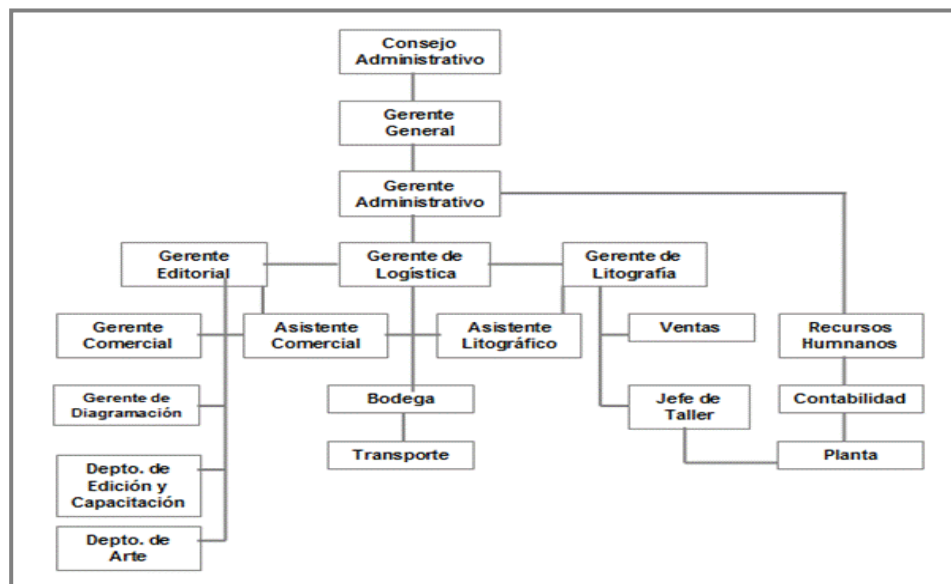 Consejo
Administrativo
Gerente
General
Gerente
Administrativo
Gerente
Editorial
Gerente de
Logística
Gerente de
Litografía
Gerente
Comercial
Asistente
Comercial
Asistente
Litográfico
Ventas
Recursos
Humnanos
Gerente de
Diagramación
Bodega
Jefe de
Taller
Contabilidad
Depto. de
Edición y
Capacitación
Transporte
Planta
Depto. de
Arte